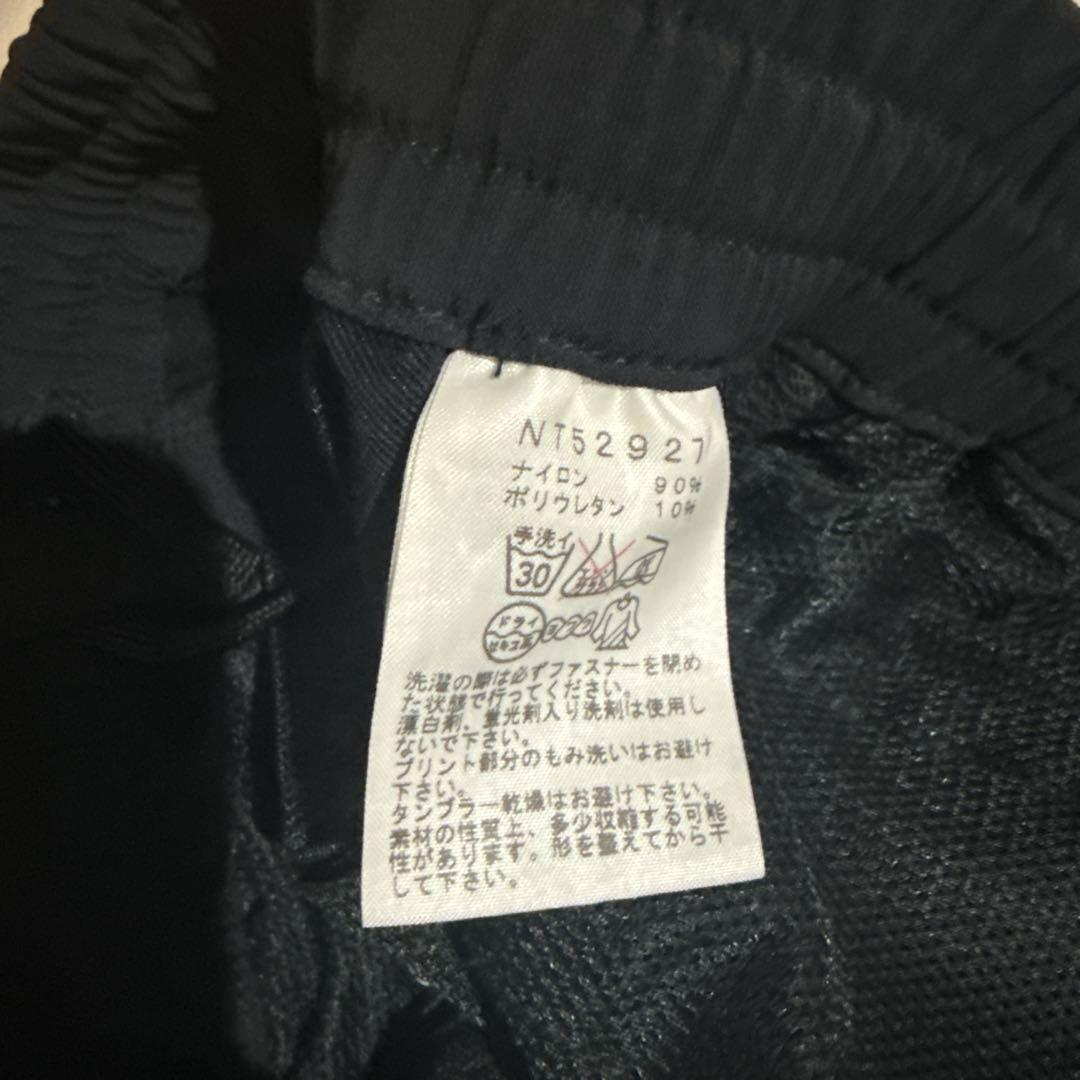 NT52927
ナイロン 90%
ポリウレタン 10%
手洗イ
30
ドライ
セキユ系
洗濯の際は必ずファスナーを閉め
た状態で行ってください。
漂白剤、蛍光剤入り洗剤は使用し
ないで下さい。
プリント部分のもみ洗いはお避け
下さい。
タンブラー乾燥はお避け下さい。
素材の性質上、多少収縮する可能
性があります。形を整えてから干
して下さい。